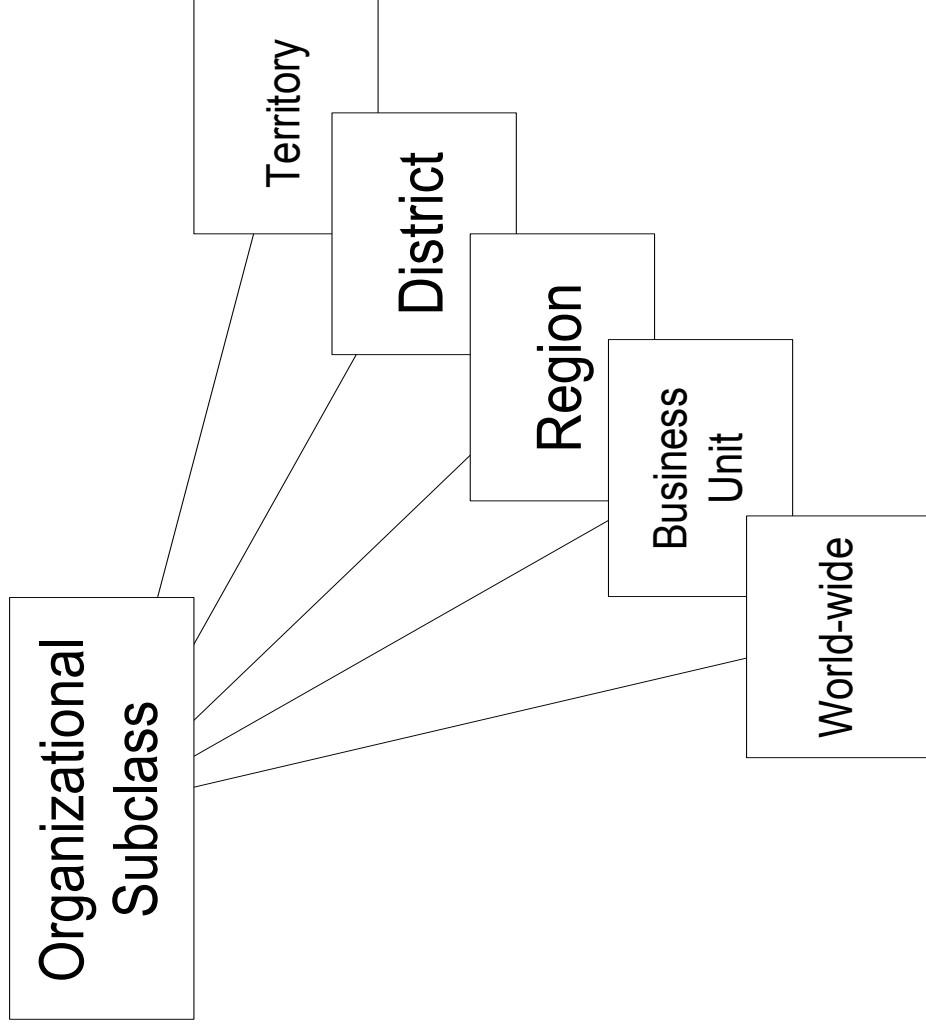 Organizational
Subclass
Territory
District
Region
Business
Unit
World-wide